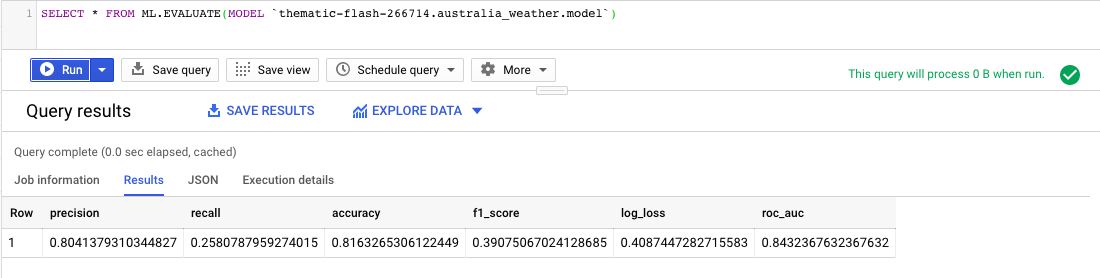 1 SELECT * FROM ML.EVALUATE(MODEL `thematic-flash-266714.australia_weather.model`)
Run Save query Save view Schedule query More This query will process 0 B when run.
Query results SAVE RESULTS EXPLORE DATA
Query complete (0.0 sec elapsed, cached)
Job information Results JSON Execution details
Row precision recall accuracy f1_score log_loss roc_auc
1 0.8041379310344827 0.2580787959274015 0.8163265306122449 0.39075067024128685 0.4087447282715583 0.8432367632367632